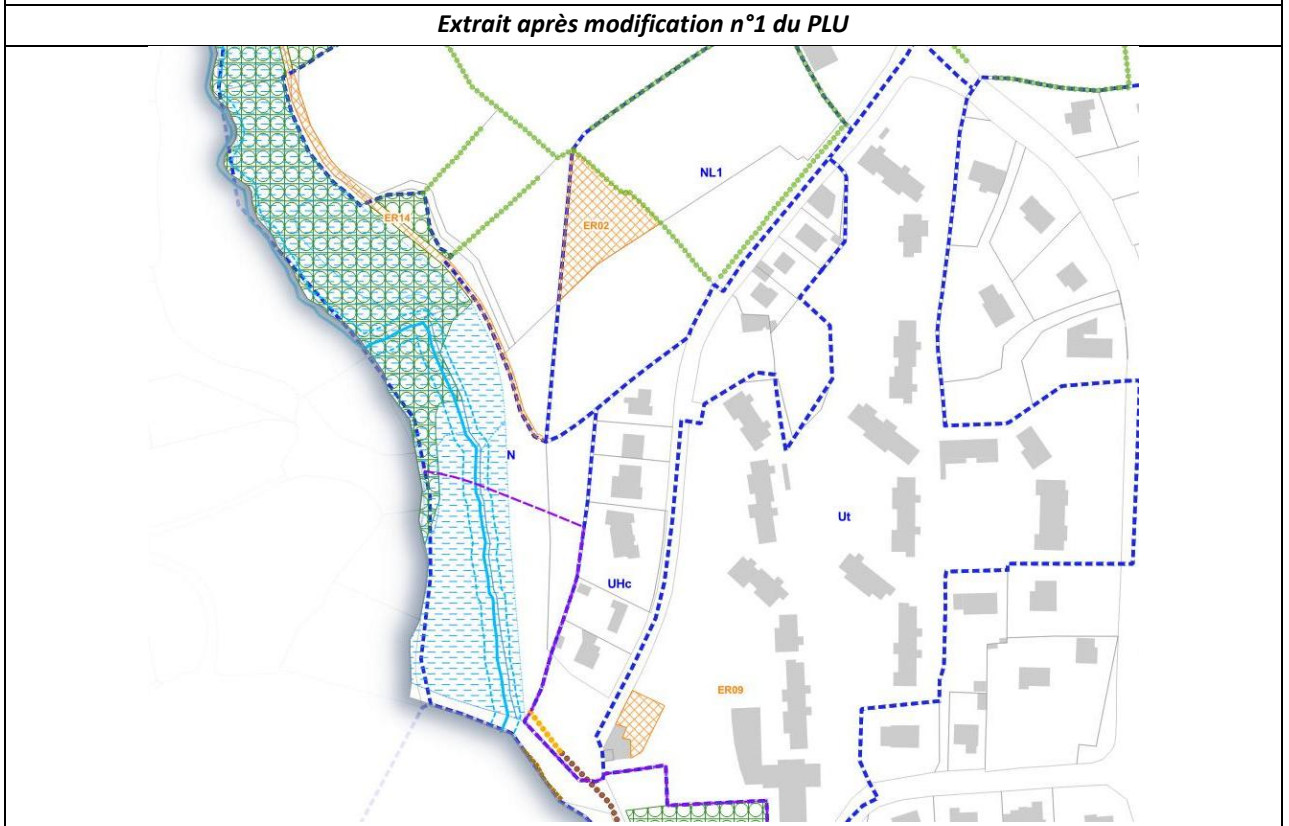 Extrait après modification n°1 du PLU
NL1
ER14
ER02
N
Ut
UHc
ER09